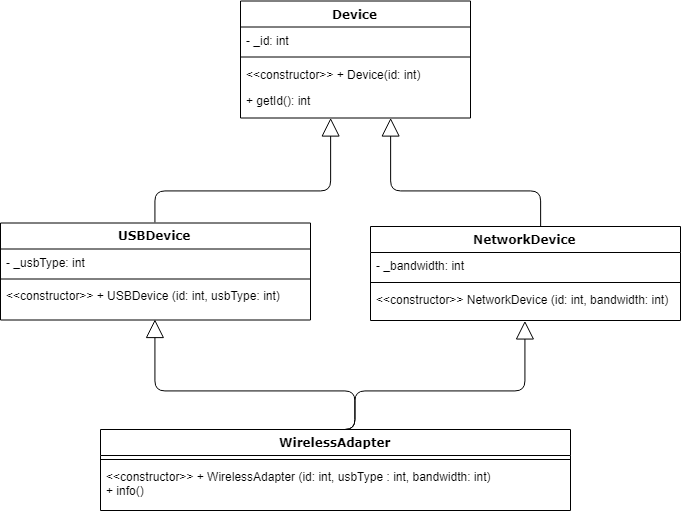 Device
- _id: int
<<constructor>> + Device(id: int)
+ getId(): int
USBDevice
- _usbType: int
<<constructor>> + USBDevice (id: int, usbType: int)
NetworkDevice
- _bandwidth: int
<<constructor>> NetworkDevice (id: int, bandwidth: int)
WirelessAdapter
<<constructor>> + WirelessAdapter (id: int, usbType : int, bandwidth: int)
+ info()